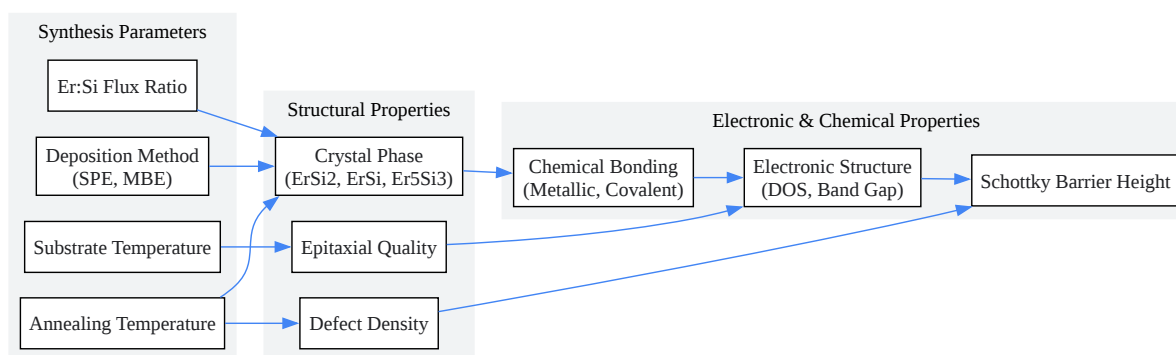 Synthesis Parameters
Er:Si Flux Ratio
Deposition Method
(SPE, MBE)
Substrate Temperature
Annealing Temperature
Structural Properties
Crystal Phase
(ErSi2, ErSi, Er5Si3)
Epitaxial Quality
Defect Density
Electronic & Chemical Properties
Chemical Bonding
(Metallic, Covalent)
Electronic Structure
(DOS, Band Gap)
Schottky Barrier Height